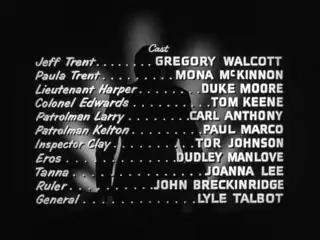 Cast
Jeff Trent........GREGORY WALCOTT
Paula Trent..........MONA McKINNON
Lieutenant Harper........DUKE MOORE
Colonel Edwards..........TOM KEENE
Patrolman Larry........CARL ANTHONY
Patrolman Kelton.........PAUL MARCO
Inspector Clay..........TOR JOHNSON
Eros.............DUDLEY MANLOVE
Tanna................JOANNA LEE
Ruler..........JOHN BRECKINRIDGE
General.............LYLE TALBOT